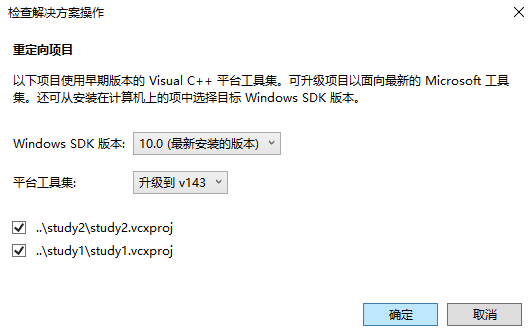 检查解决方案操作
重定向项目
以下项目使用早期版本的 Visual C++ 平台工具集。可升级项目以面向最新的 Microsoft 工具
集。还可从安装在计算机上的项中选择目标 Windows SDK 版本。
Windows SDK 版本: 10.0 (最新安装的版本)
平台工具集: 升级到 v143
..\study2\study2.vcxproj
..\study1\study1.vcxproj
确定 取消